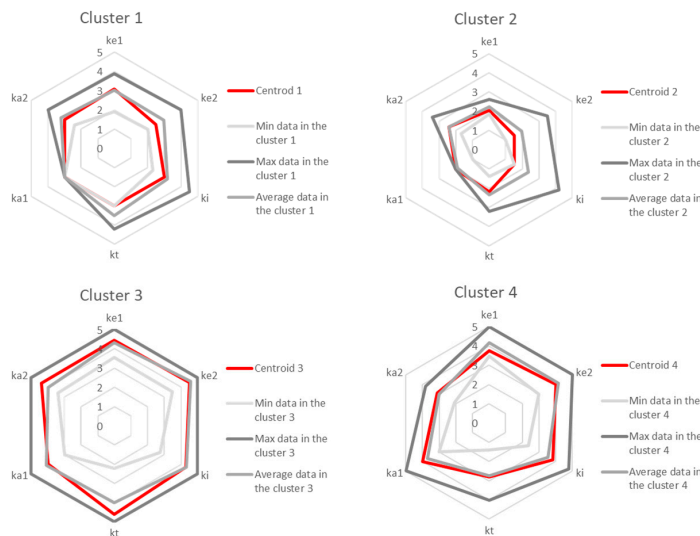 Cluster 1
ke1
5
4
3
2
1
0
ka2
ke2
ka1
ki
kt
Centrod 1
Min data in the
cluster 1
Max data in the
cluster 1
Average data in
the cluster 1
Cluster 2
ke1
5
4
3
2
1
0
ka2
ke2
ka1
ki
kt
Centroid 2
Min data in the
cluster 2
Max data in the
cluster 2
Average data in
the cluster 2
Cluster 3
ke1
5
4
3
2
1
0
ka2
ke2
ka1
ki
kt
Centroid 3
Min data in the
cluster 3
Max data in the
cluster 3
Average data in
the cluster 3
Cluster 4
ke1
5
4
3
2
1
0
ka2
ke2
ka1
ki
kt
Centroid 4
Min data in the
cluster 4
Max data in the
cluster 4
Average data in
the cluster 4